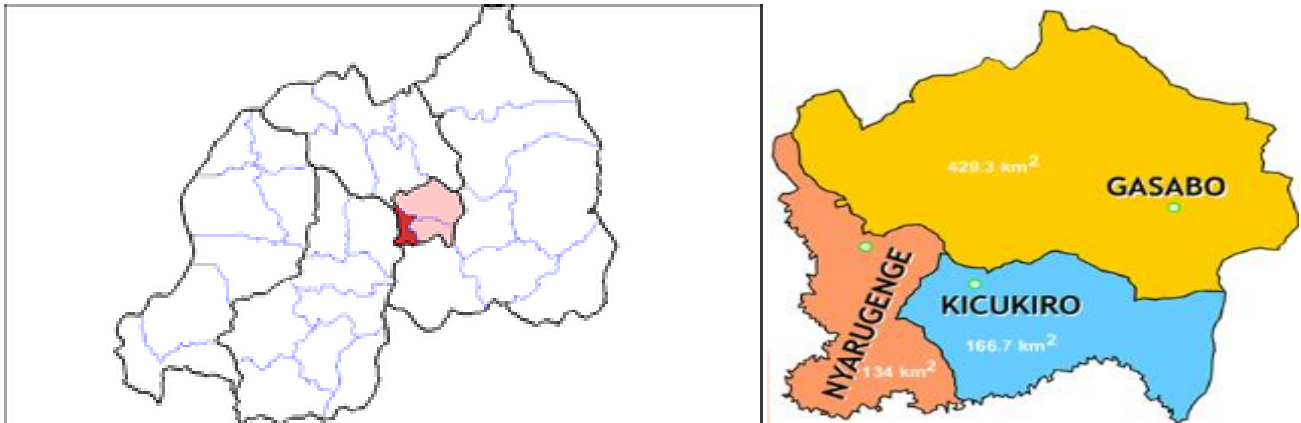 429.3 km²
GASABO
NYARUGENGE
KICUKIRO
166.7 km²
134 km²